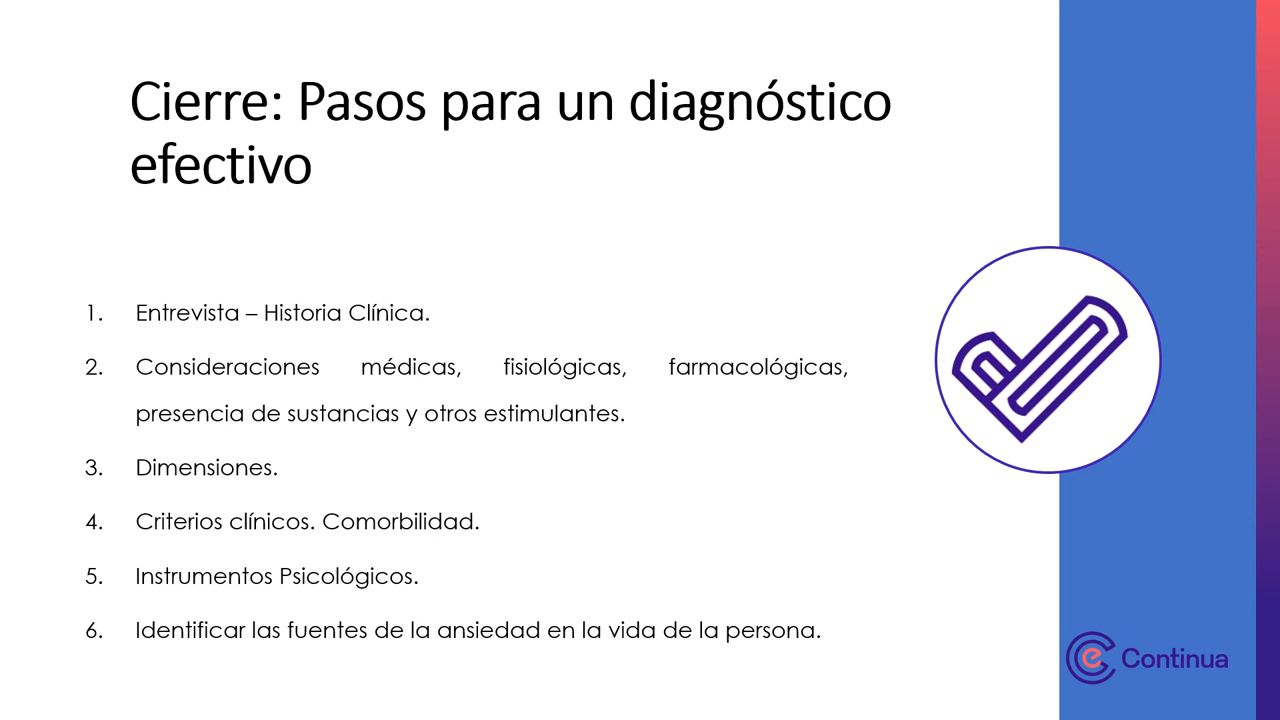 Cierre: Pasos para un diagnóstico
efectivo
1. Entrevista – Historia Clínica.
2. Consideraciones médicas, fisiológicas, farmacológicas,
presencia de sustancias y otros estimulantes.
3. Dimensiones.
4. Criterios clínicos. Comorbilidad.
5. Instrumentos Psicológicos.
6. Identificar las fuentes de la ansiedad en la vida de la persona.
e Continua